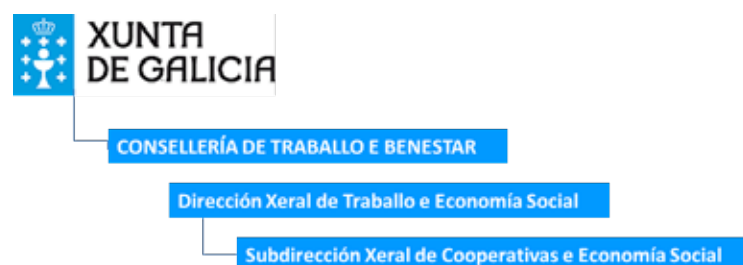 XUNTA
DE GALICIA
CONSELLERÍA DE TRABALLO E BENESTAR
Dirección Xeral de Traballo e Economía Social
Subdirección Xeral de Cooperativas e Economía Social